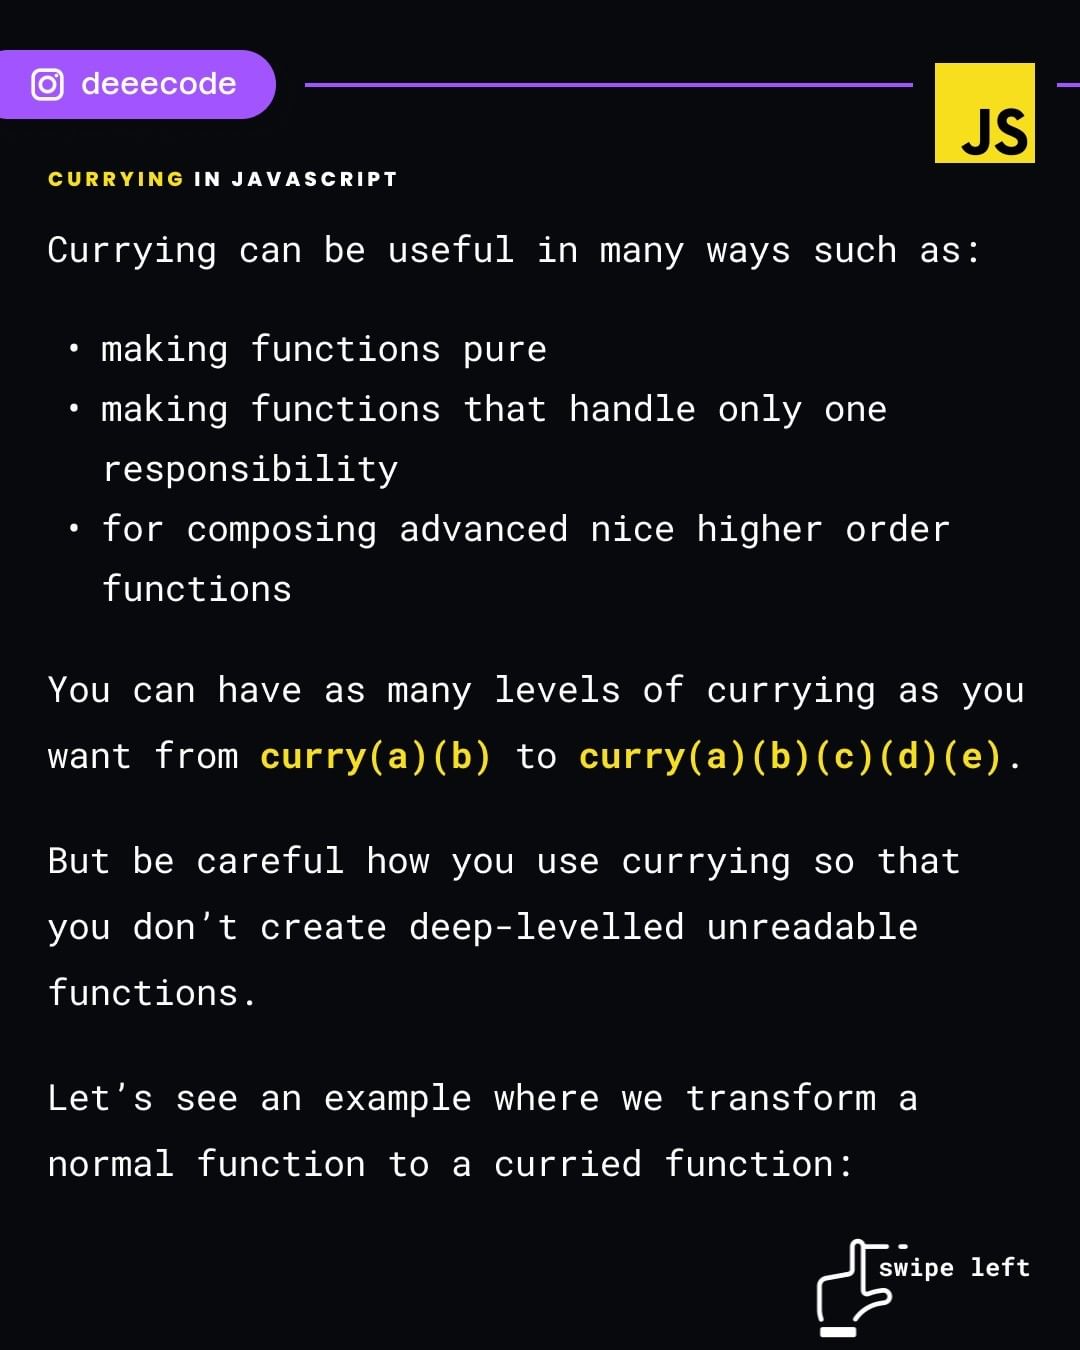 deeecode
JS
CURRYING IN JAVASCRIPT
Currying can be useful in many ways such as:
• making functions pure
• making functions that handle only one
responsibility
• for composing advanced nice higher order
functions
You can have as many levels of currying as you
want from curry(a)(b) to curry(a)(b)(c)(d)(e).
But be careful how you use currying so that
you don’t create deep-levelled unreadable
functions.
Let’s see an example where we transform a
normal function to a curried function:
swipe left